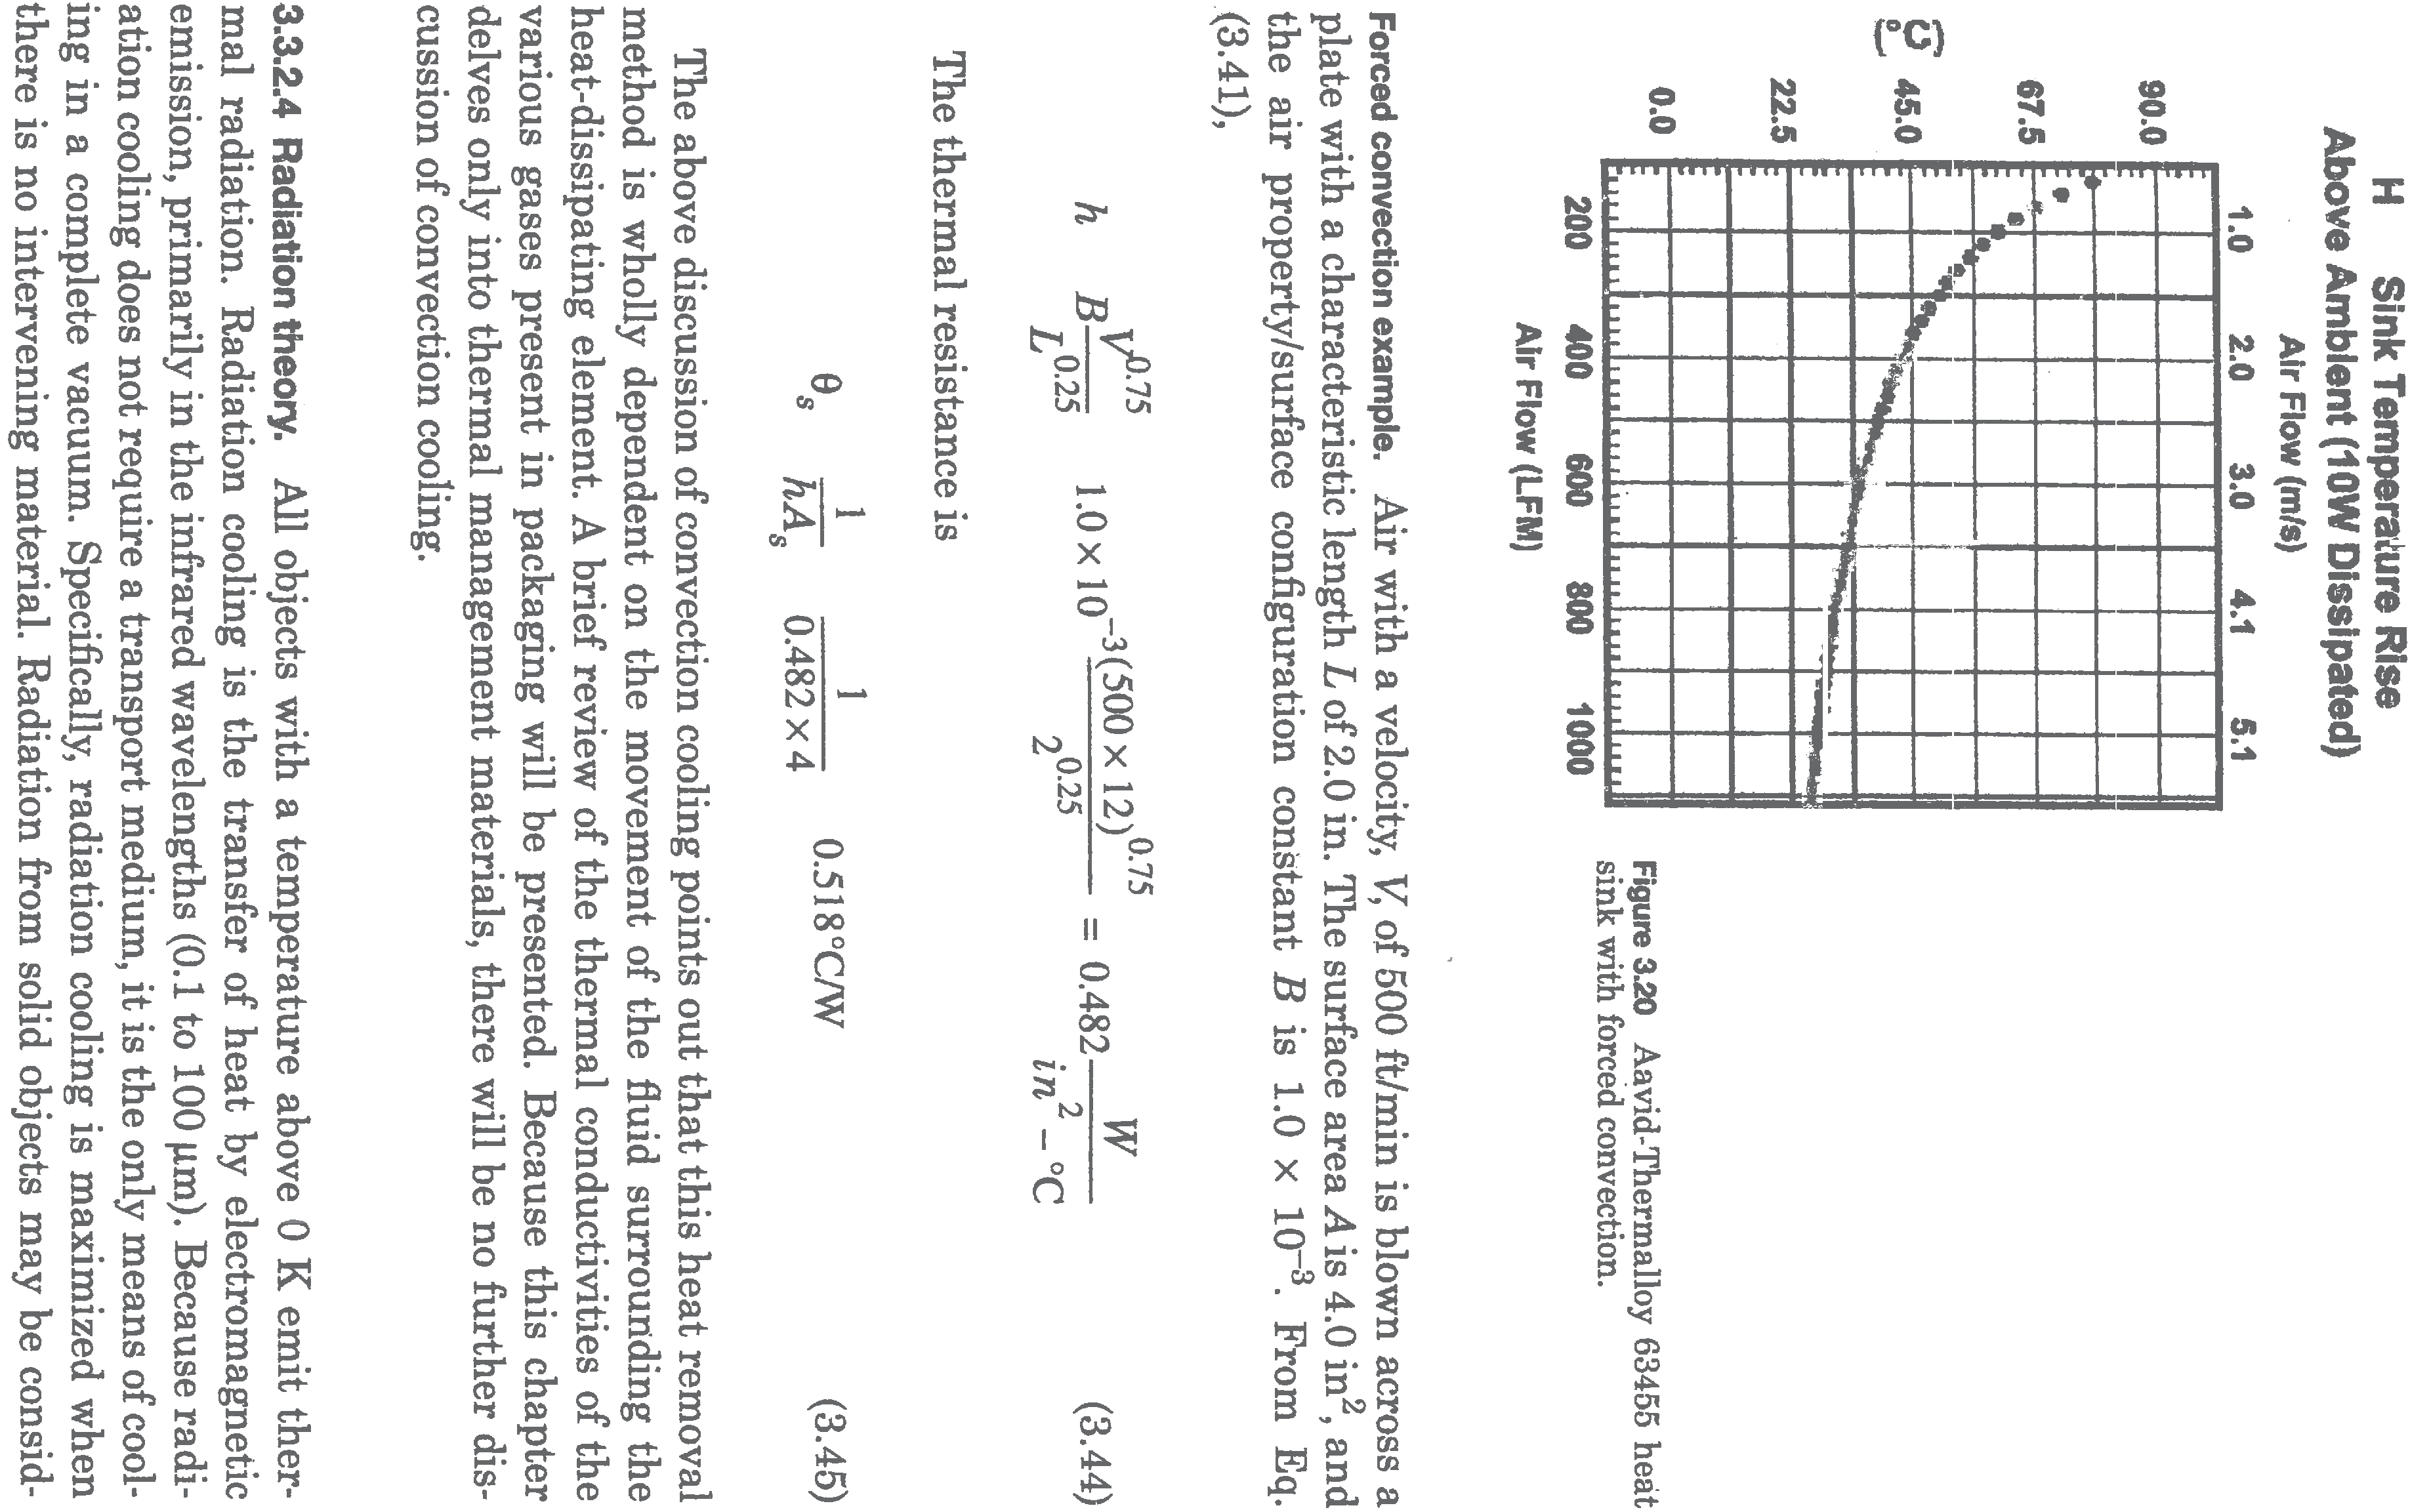 H Sink Temperature Rise
Above Ambient (10W Dissipated)
Air Flow (m/s)
1.0 2.0 3.0 4.1 5.1
90.0
67.5
45.0
22.5
0.0
(°C)
200 400 600 800 1000
Air Flow (LFM)
Figure 3.20 Aavid-Thermalloy 63455 heat
sink with forced convection.
Forced convection example. Air with a velocity, V, of 500 ft/min is blown across a
plate with a characteristic length L of 2.0 in. The surface area A is 4.0 in², and
the air property/surface configuration constant B is 1.0 × 10⁻³. From Eq.
(3.41),
h B V^0.75 / L^0.25 1.0×10⁻³ (500×12)^0.75 / 2^0.25 = 0.482 W / in² – °C (3.44)
The thermal resistance is
θ_s 1 / hA_s 1 / 0.482×4 0.518°C/W (3.45)
The above discussion of convection cooling points out that this heat removal
method is wholly dependent on the movement of the fluid surrounding the
heat-dissipating element. A brief review of the thermal conductivities of the
various gases present in packaging will be presented. Because this chapter
delves only into thermal management materials, there will be no further dis-
cussion of convection cooling.
3.3.2.4 Radiation theory. All objects with a temperature above 0 K emit ther-
mal radiation. Radiation cooling is the transfer of heat by electromagnetic
emission, primarily in the infrared wavelengths (0.1 to 100 μm). Because radi-
ation cooling does not require a transport medium, it is the only means of cool-
ing in a complete vacuum. Specifically, radiation cooling is maximized when
there is no intervening material. Radiation from solid objects may be consid-